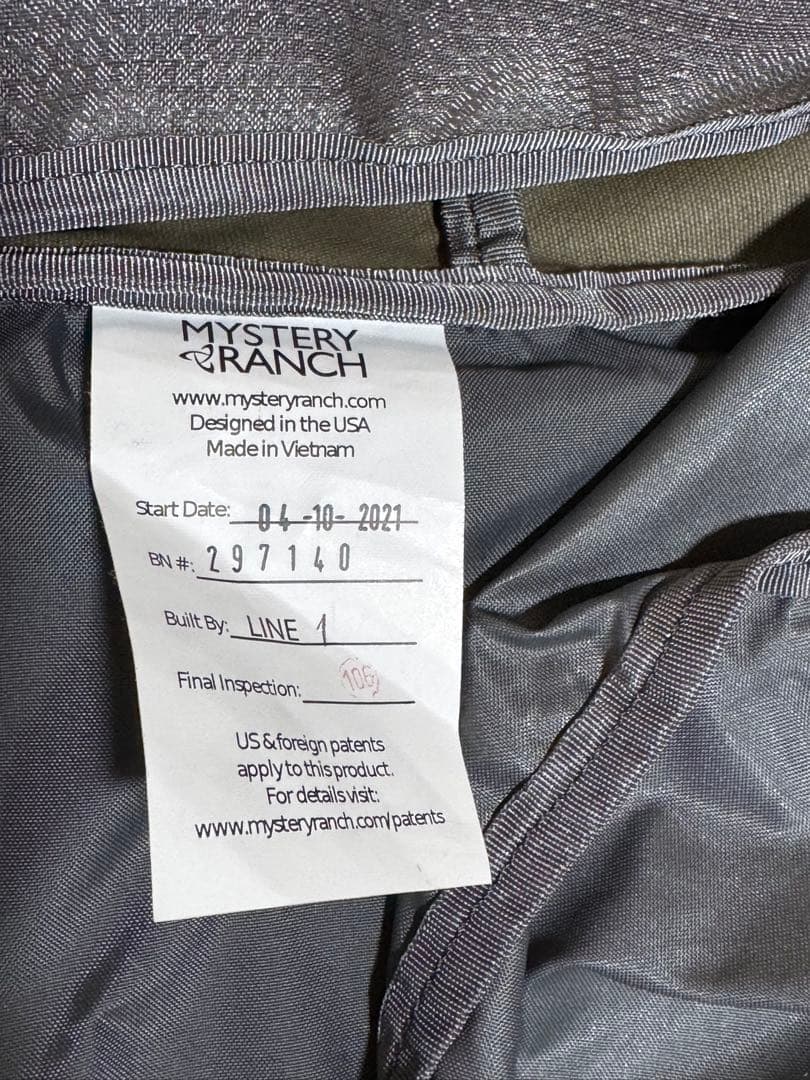 MYSTERY
RANCH
www.mysteryranch.com
Designed in the USA
Made in Vietnam
Start Date: 04-10-2021
BN #: 297140
Built By: LINE 1
Final Inspection: 106
US & foreign patents
apply to this product.
For details visit:
www.mysteryranch.com/patents